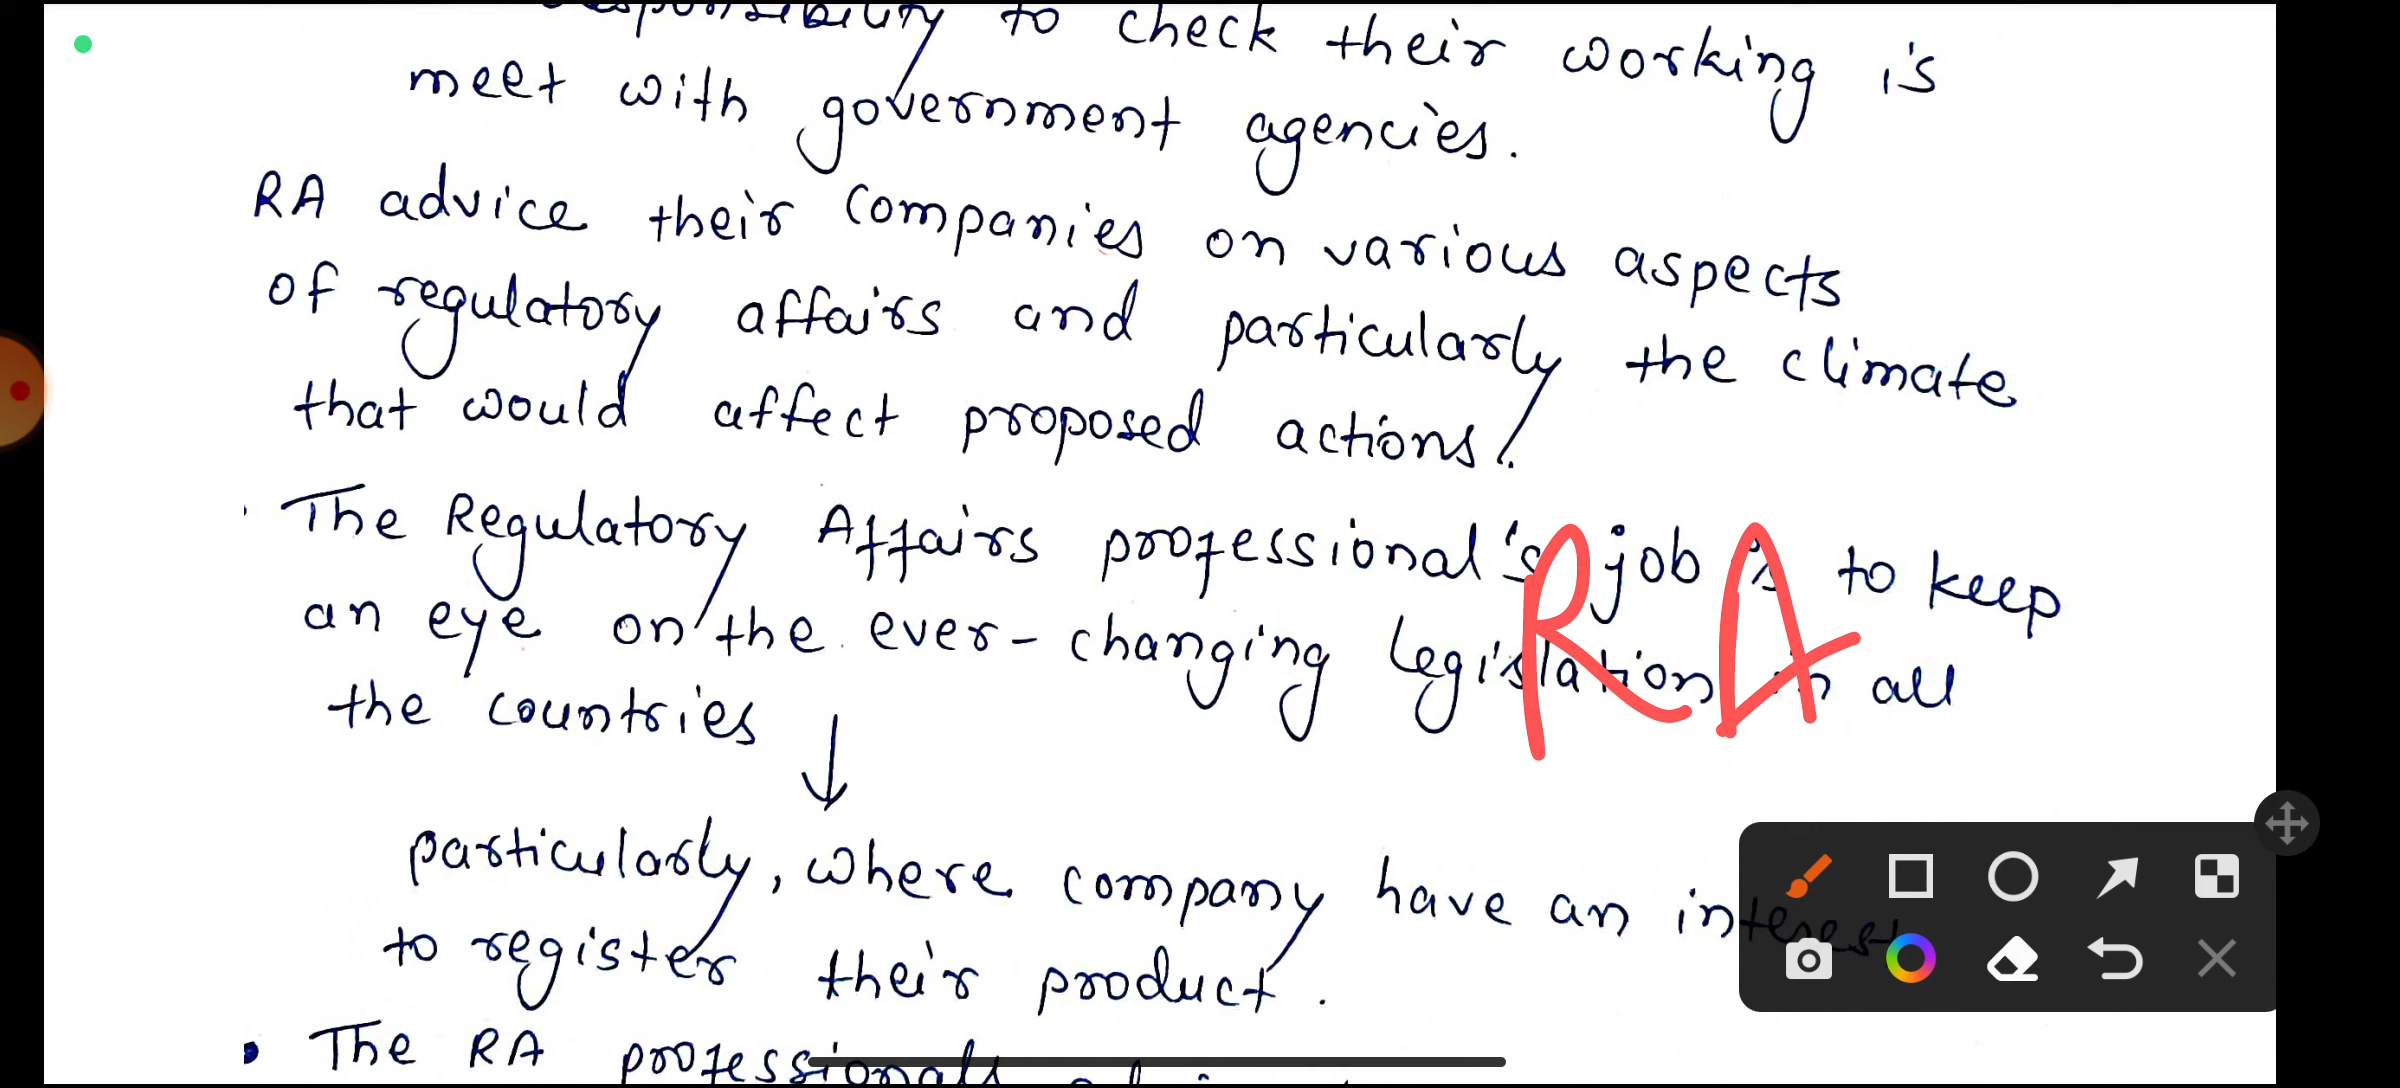 responsibility to check their working is
meet with government agencies.
RA advice their companies on various aspects
of regulatory affairs and particularly the climate
that would affect proposed actions.
The Regulatory Affairs professional's job is to keep
an eye on the ever-changing legislation in all
the countries
RA
↓
particularly, where company have an interest
to register their product.
• The RA professionals